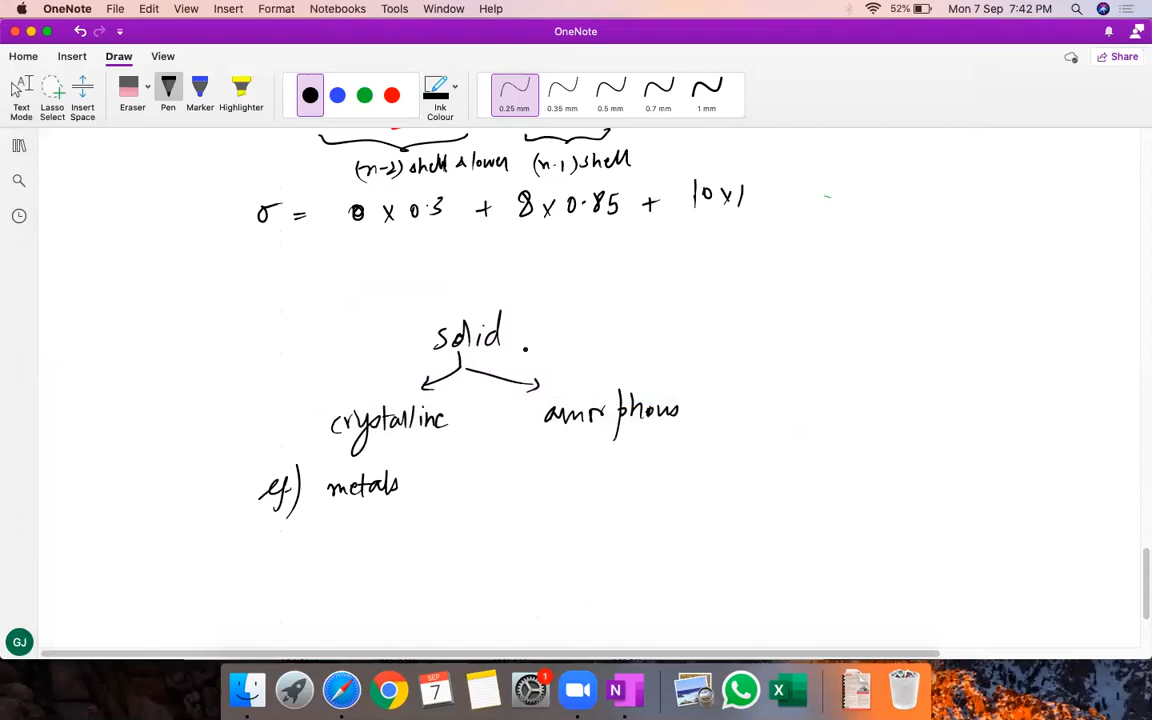 OneNote File Edit View Insert Format Notebooks Tools Window Help 52% Mon 7 Sep 7:42 PM
OneNote
Home Insert Draw View Share
Text Mode Lasso Select Insert Space Eraser Pen Marker Highlighter Ink Colour 0.25 mm 0.35 mm 0.5 mm 0.7 mm 1 mm
(n-2) shell & lower (n-1) shell
σ = 0 x 0.3 + 8 x 0.85 + 10 x 1
solid
crystalline amorphous
eg) metals
GJ
SEP 7 1